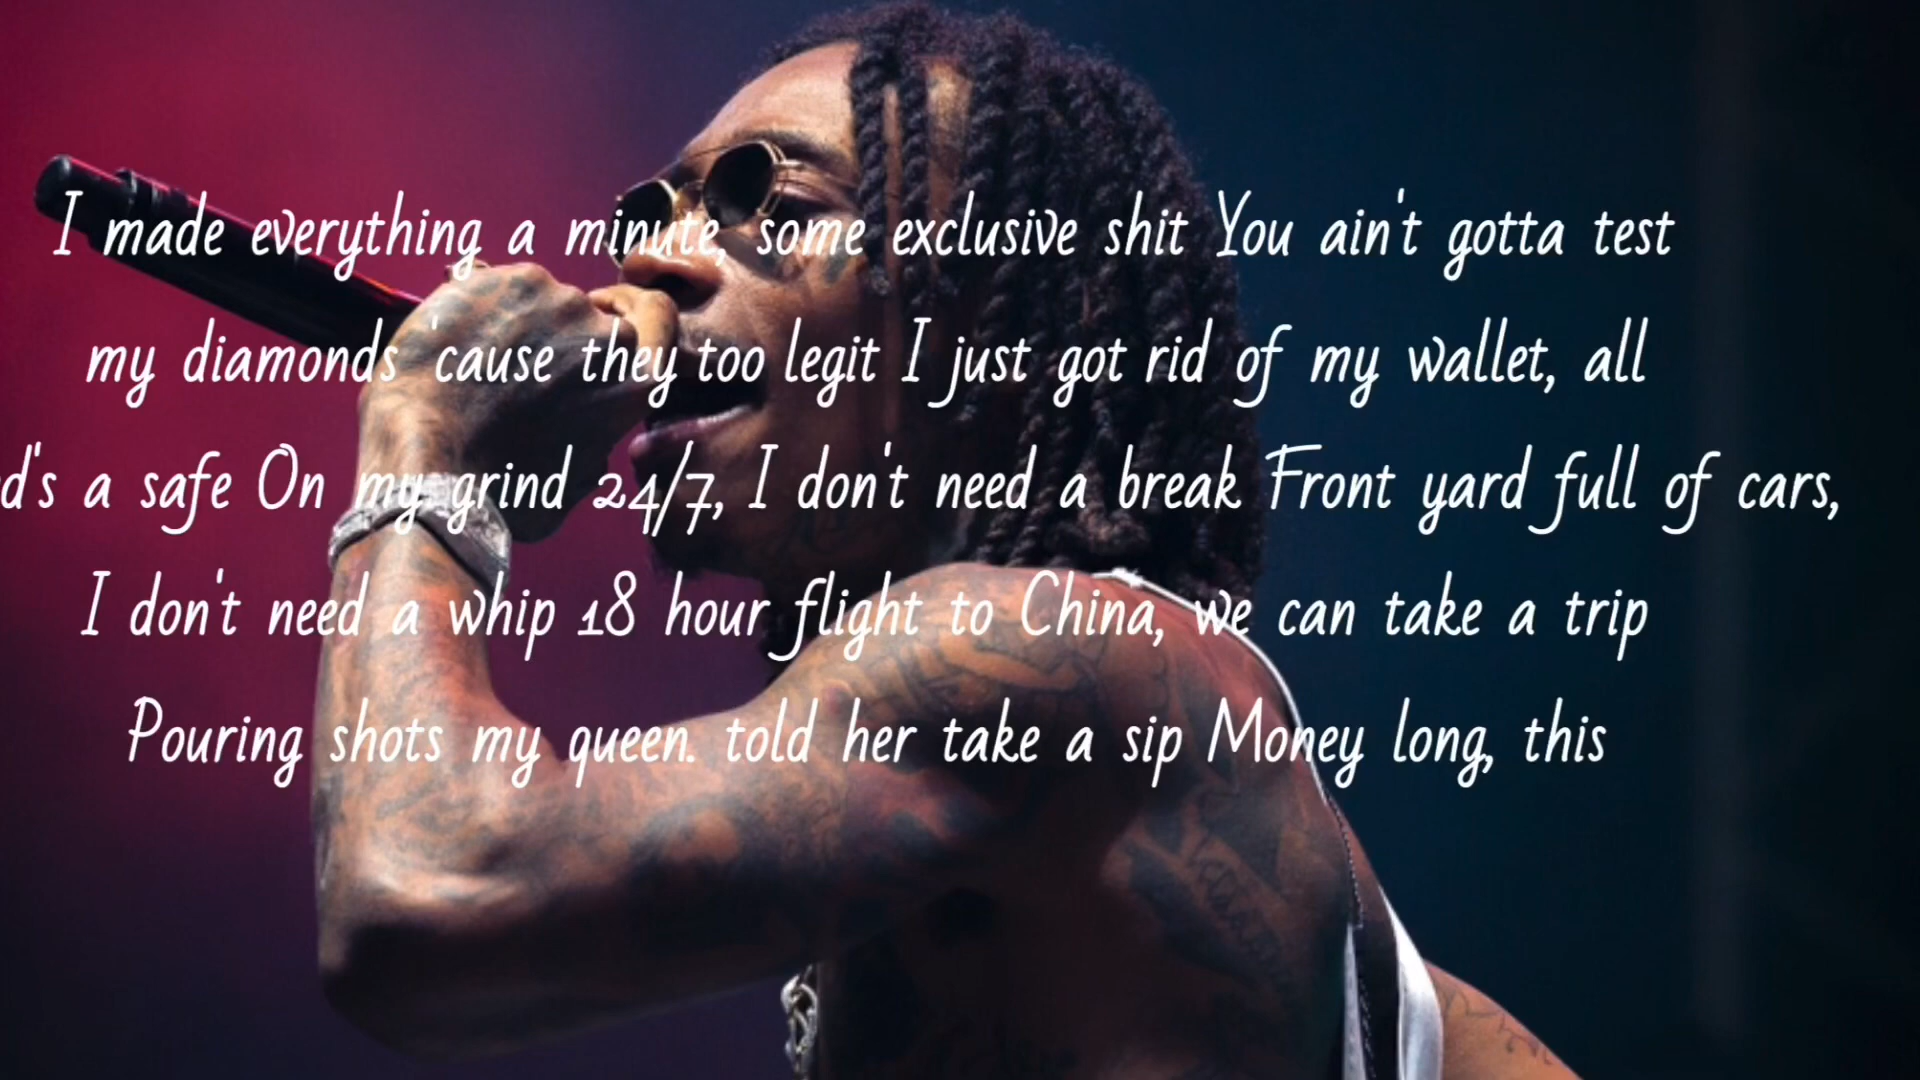 I made everything a minute, some exclusive shit You ain't gotta test
my diamonds 'cause they too legit I just got rid of my wallet, all
d's a safe On my grind 24/7, I don't need a break Front yard full of cars,
I don't need a whip 18 hour flight to China, we can take a trip
Pouring shots my queen. told her take a sip Money long, this